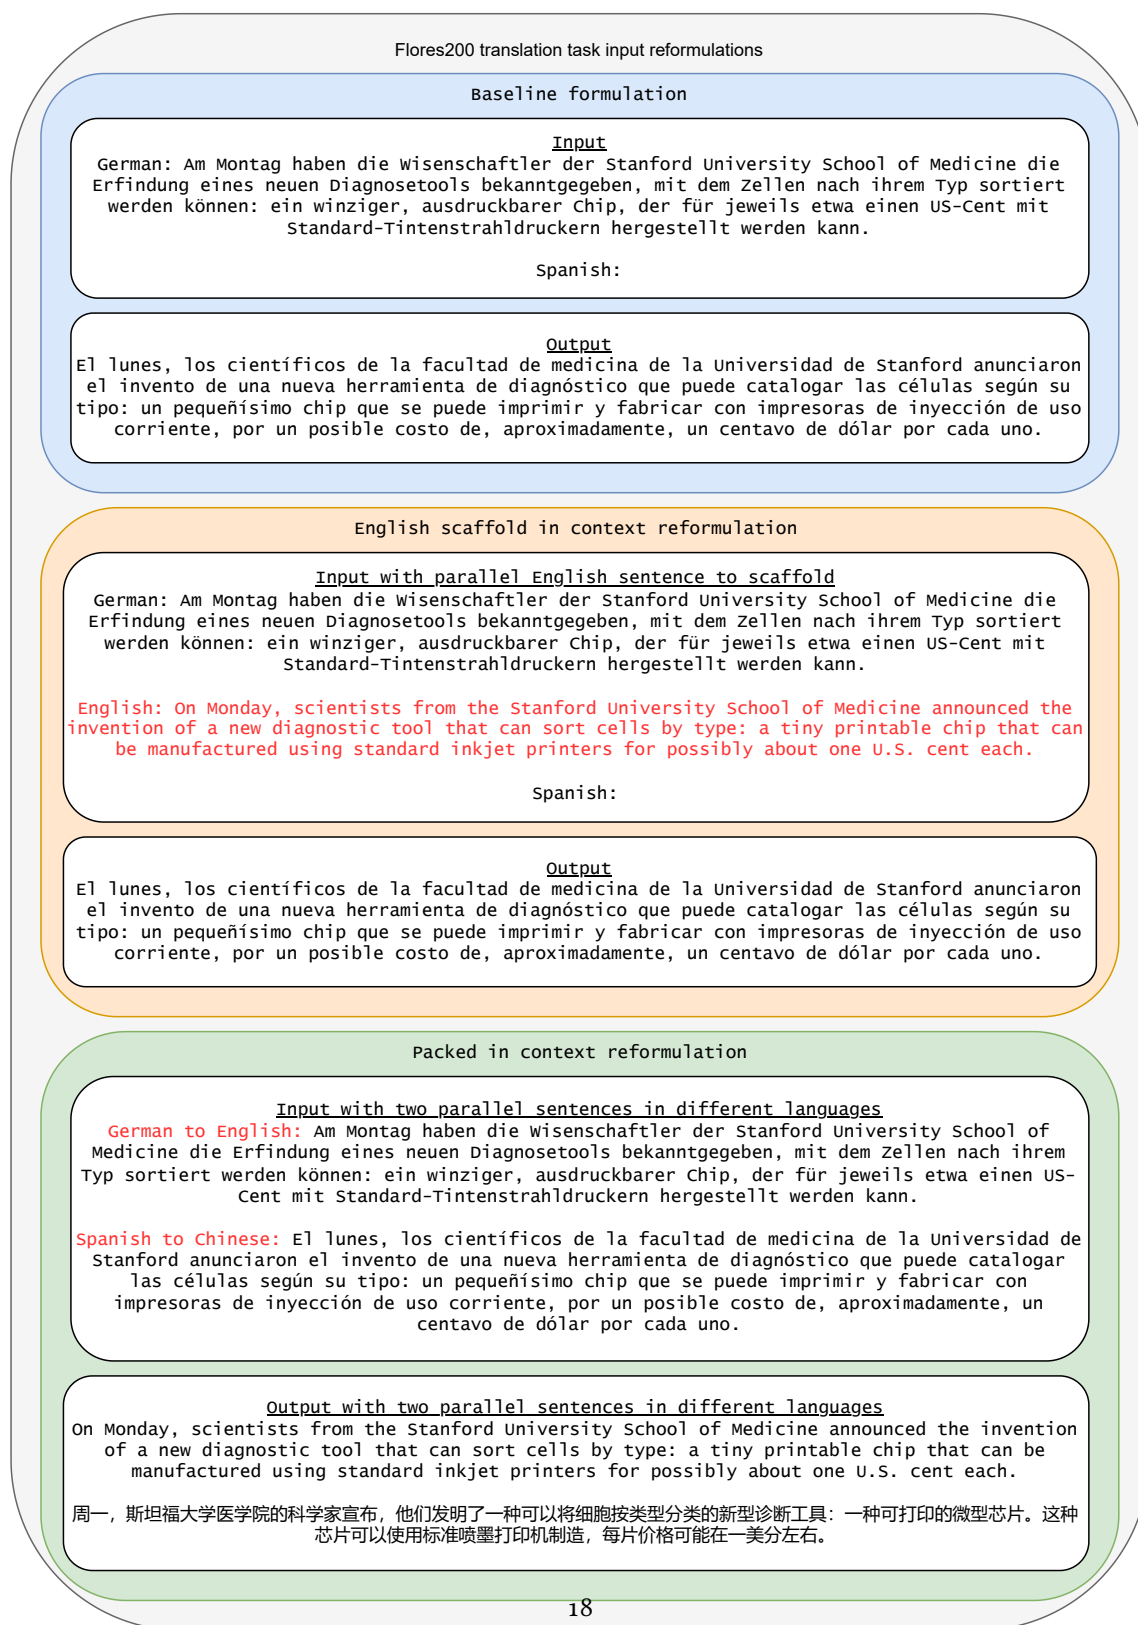 Flores200 translation task input reformulations
Baseline formulation
Input
German: Am Montag haben die Wisenschaftler der Stanford University School of Medicine die
Erfindung eines neuen Diagnosetools bekanntgegeben, mit dem Zellen nach ihrem Typ sortiert
werden können: ein winziger, ausdruckbarer Chip, der für jeweils etwa einen US-Cent mit
Standard-Tintenstrahldruckern hergestellt werden kann.
Spanish:
Output
El lunes, los científicos de la facultad de medicina de la Universidad de Stanford anunciaron
el invento de una nueva herramienta de diagnóstico que puede catalogar las células según su
tipo: un pequeñísimo chip que se puede imprimir y fabricar con impresoras de inyección de uso
corriente, por un posible costo de, aproximadamente, un centavo de dólar por cada uno.
English scaffold in context reformulation
Input with parallel English sentence to scaffold
German: Am Montag haben die Wisenschaftler der Stanford University School of Medicine die
Erfindung eines neuen Diagnosetools bekanntgegeben, mit dem Zellen nach ihrem Typ sortiert
werden können: ein winziger, ausdruckbarer Chip, der für jeweils etwa einen US-Cent mit
Standard-Tintenstrahldruckern hergestellt werden kann.
English: On Monday, scientists from the Stanford University School of Medicine announced the
invention of a new diagnostic tool that can sort cells by type: a tiny printable chip that can
be manufactured using standard inkjet printers for possibly about one U.S. cent each.
Spanish:
Output
El lunes, los científicos de la facultad de medicina de la Universidad de Stanford anunciaron
el invento de una nueva herramienta de diagnóstico que puede catalogar las células según su
tipo: un pequeñísimo chip que se puede imprimir y fabricar con impresoras de inyección de uso
corriente, por un posible costo de, aproximadamente, un centavo de dólar por cada uno.
Packed in context reformulation
Input with two parallel sentences in different languages
German to English: Am Montag haben die Wisenschaftler der Stanford University School of
Medicine die Erfindung eines neuen Diagnosetools bekanntgegeben, mit dem Zellen nach ihrem
Typ sortiert werden können: ein winziger, ausdruckbarer Chip, der für jeweils etwa einen US-
Cent mit Standard-Tintenstrahldruckern hergestellt werden kann.
Spanish to Chinese: El lunes, los científicos de la facultad de medicina de la Universidad de
Stanford anunciaron el invento de una nueva herramienta de diagnóstico que puede catalogar
las células según su tipo: un pequeñísimo chip que se puede imprimir y fabricar con
impresoras de inyección de uso corriente, por un posible costo de, aproximadamente, un
centavo de dólar por cada uno.
Output with two parallel sentences in different languages
On Monday, scientists from the Stanford University School of Medicine announced the invention
of a new diagnostic tool that can sort cells by type: a tiny printable chip that can be
manufactured using standard inkjet printers for possibly about one U.S. cent each.
周一，斯坦福大学医学院的科学家宣布，他们发明了一种可以将细胞按类型分类的新型诊断工具：一种可打印的微型芯片。这种
芯片可以使用标准喷墨打印机制造，每片价格可能在一美分左右。
18